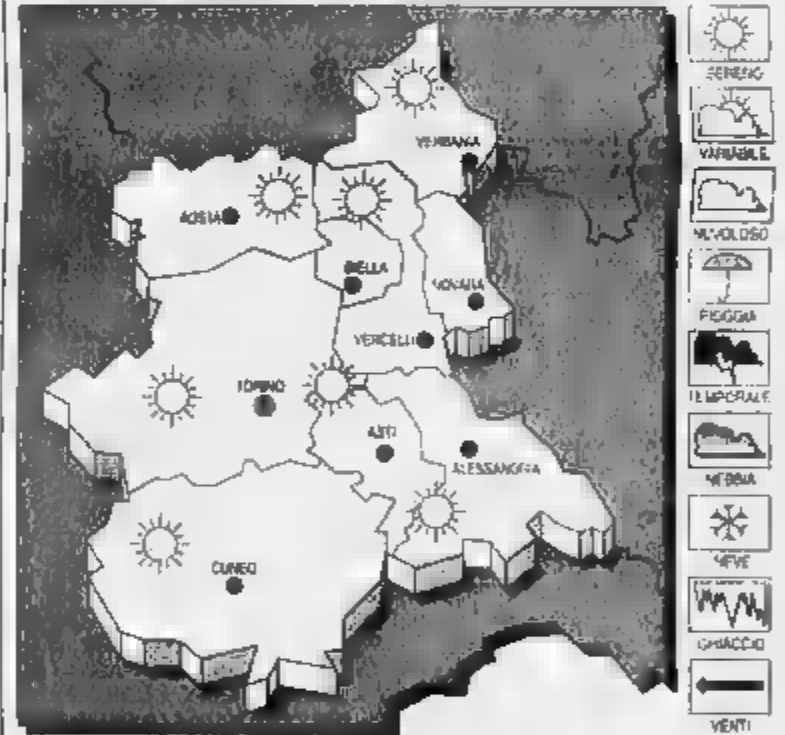 VERBANIA
AOSTA
BIELLA
NOVARA
VERCELLI
TORINO
ASTI
ALESSANDRIA
CUNEO
SERENO
VARIABILE
NUVOLOSO
PIOGGIA
TEMPORALE
NEBBIA
NEVE
GHIACCIO
VENTI